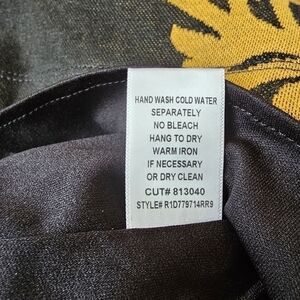 HAND WASH COLD WATER
SEPARATELY
NO BLEACH
HANG TO DRY
WARM IRON
IF NECESSARY
OR DRY CLEAN
CUT# 813040
STYLE# R1D779714RR9